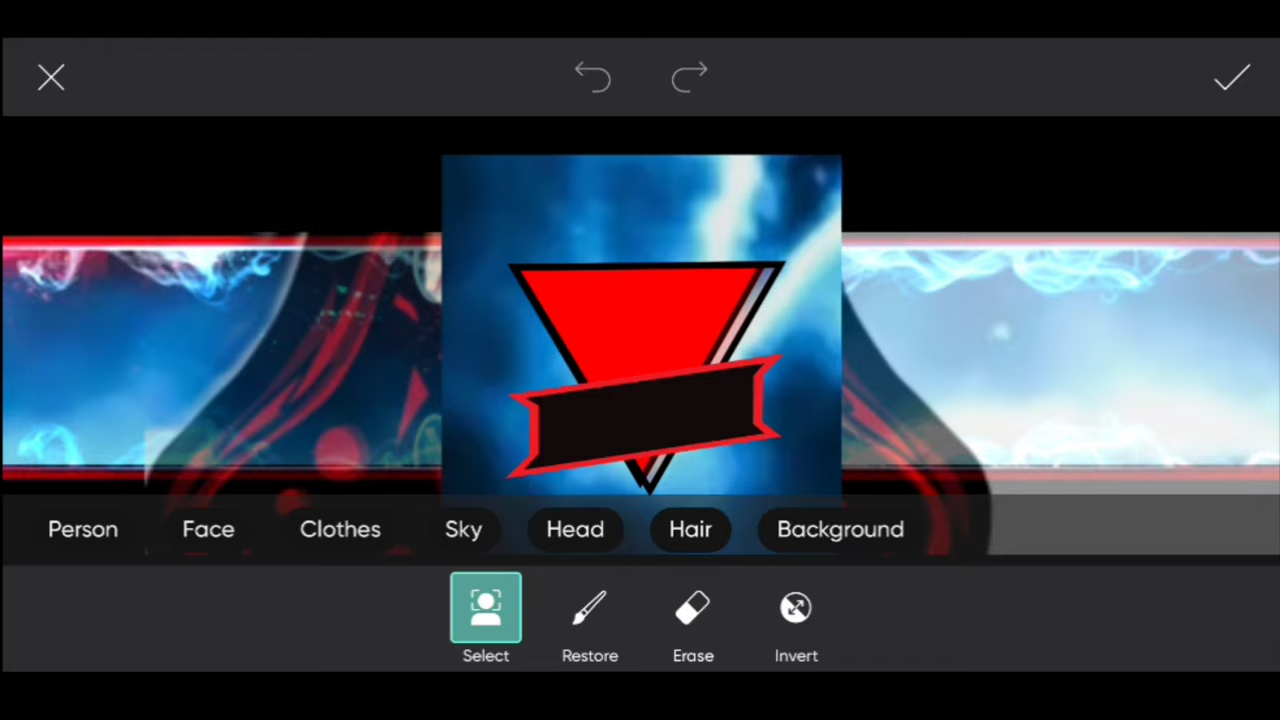 Person Face Clothes Sky Head Hair Background
Select Restore Erase Invert